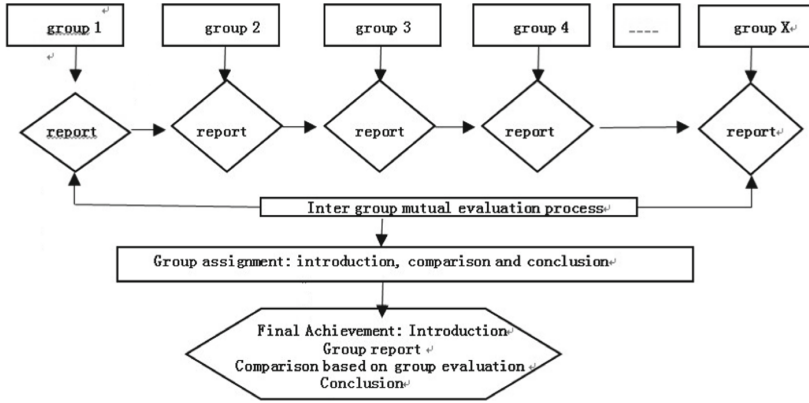 group 1
group 2
group 3
group 4
----
group X
report
report
report
report
report
Inter group mutual evaluation process
Group assignment: introduction, comparison and conclusion
Final Achievement: Introduction
Group report
Comparison based on group evaluation
Conclusion